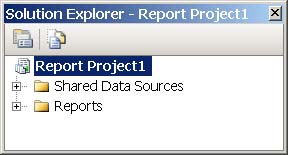 Solution Explorer - Report Project1
Report Project1
Shared Data Sources
Reports